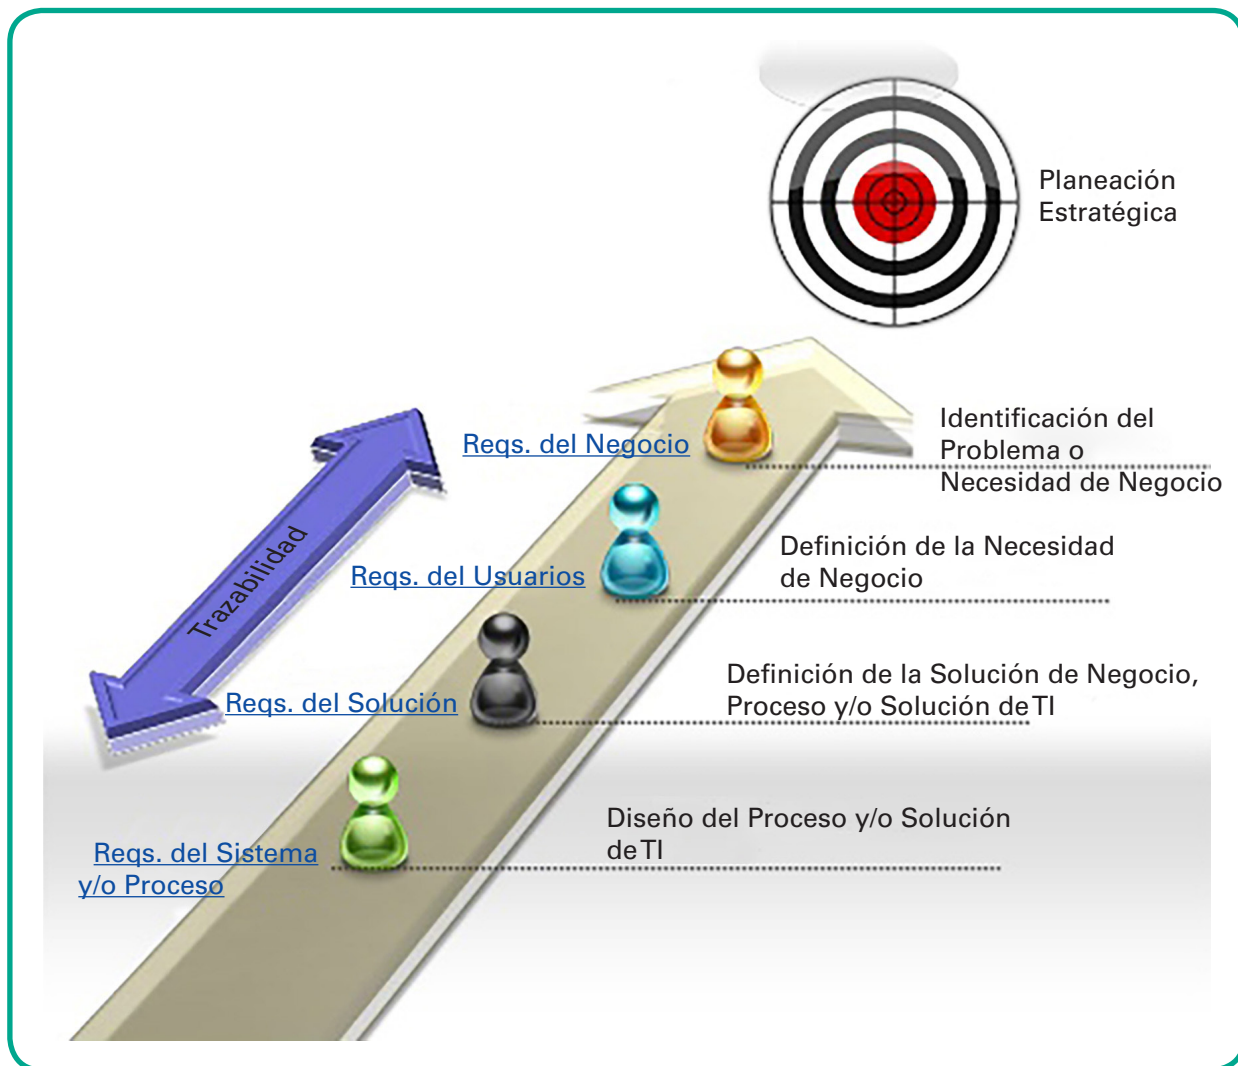 Planeación
Estratégica
Reqs. del Negocio
Identificación del
Problema o
Necesidad de Negocio
Trazabilidad
Reqs. del Usuarios
Definición de la Necesidad
de Negocio
Reqs. del Solución
Definición de la Solución de Negocio,
Proceso y/o Solución de TI
Reqs. del Sistema
y/o Proceso
Diseño del Proceso y/o Solución
de TI